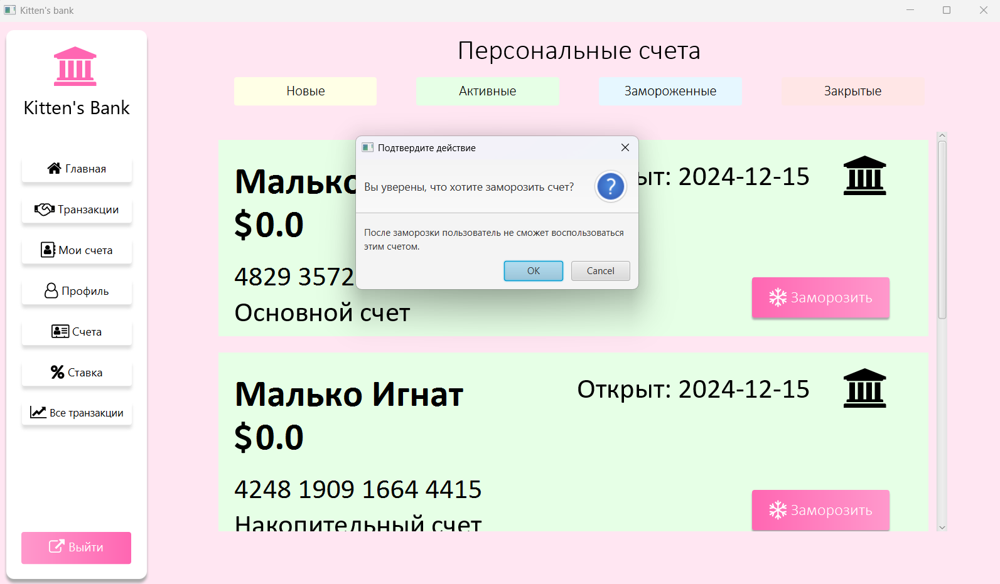 Kitten's bank
Kitten's Bank
Главная
Транзакции
Мои счета
Профиль
Счета
Ставка
Все транзакции
Выйти
Персональные счета
Новые
Активные
Замороженные
Закрытые
2024-12-15
$0.0
4829 3572
Основной счет
Заморозить
Подтвердите действие
Вы уверены, что хотите заморозить счет?
После заморозки пользователь не сможет воспользоваться
этим счетом.
OK
Cancel
Малько Игнат
Открыт: 2024-12-15
$0.0
4248 1909 1664 4415
Накопительный счет
Заморозить